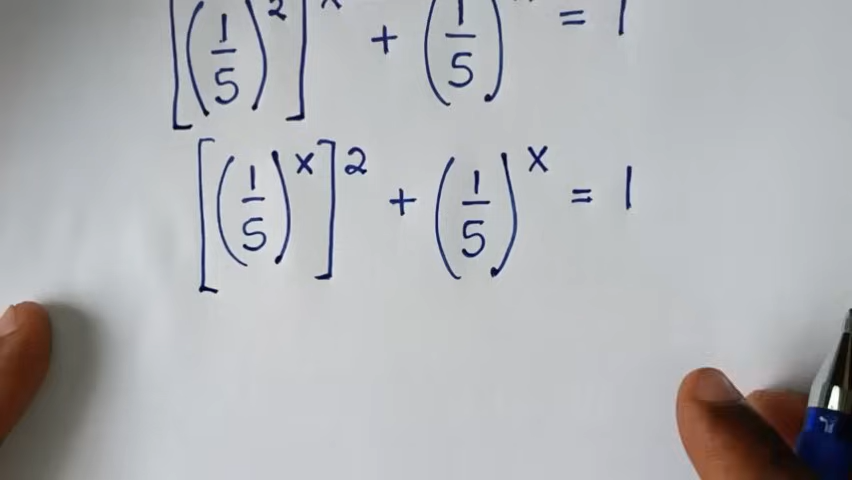 [(1/5)^2]^x + (1/5)^x = 1
[(1/5)^x]^2 + (1/5)^x = 1